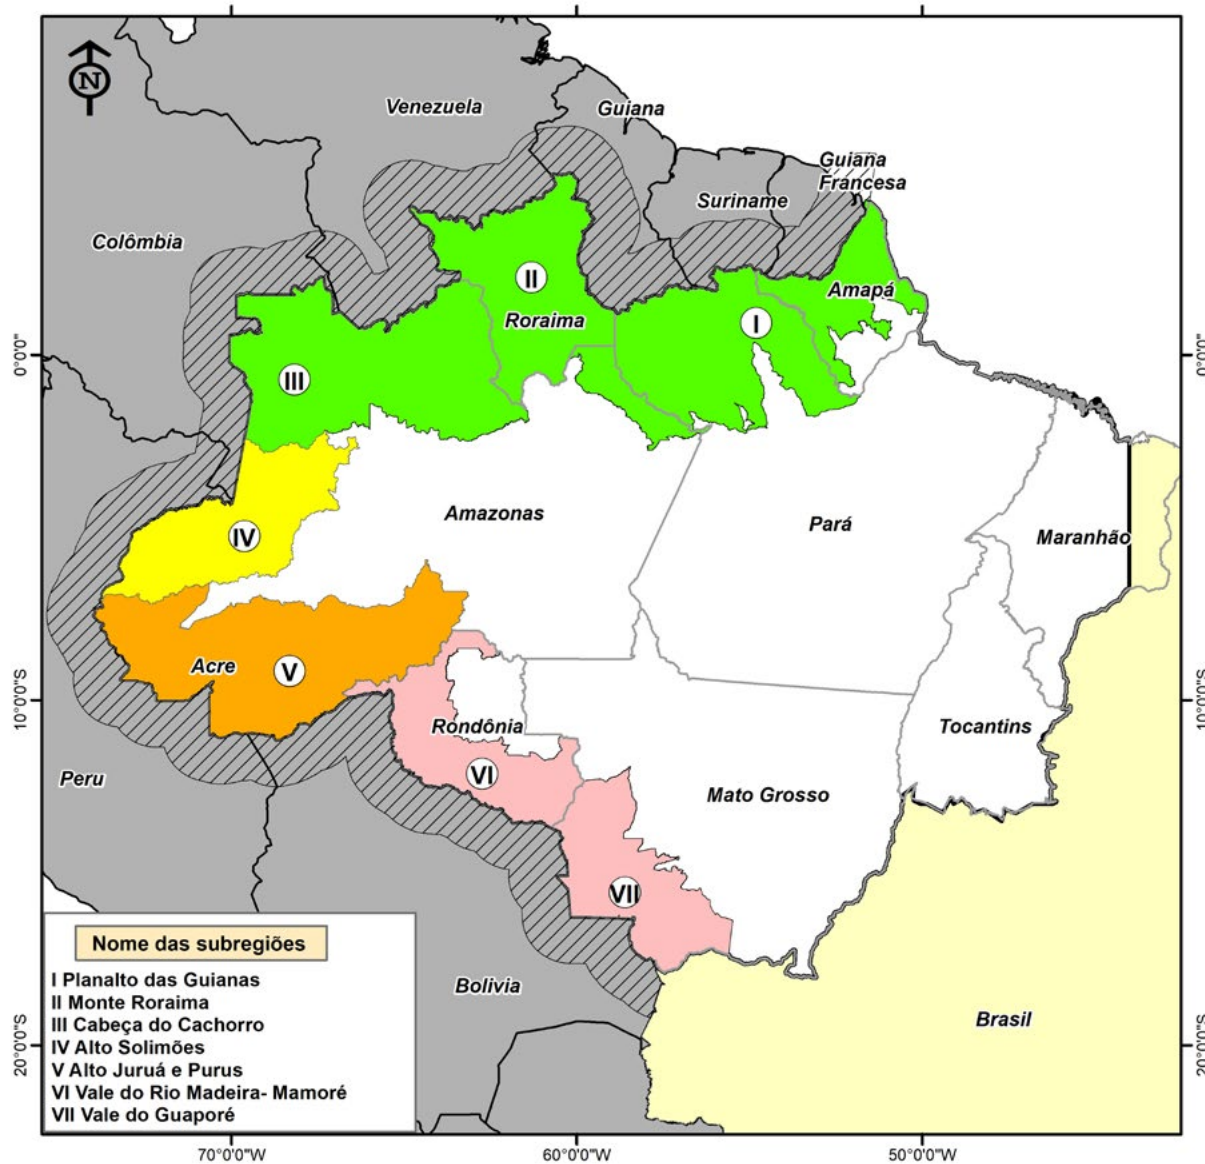 N
Venezuela
Guiana
Guiana
Francesa
Suriname
Colômbia
II
Amapá
I
Roraima
0°0'0"
0°0'0"
III
Amazonas
Pará
Maranhão
IV
Acre
V
10°0'0"S
10°0'0"S
Rondônia
Tocantins
Peru
VI
Mato Grosso
VII
Nome das subregiões
I Planalto das Guianas
II Monte Roraima
III Cabeça do Cachorro
IV Alto Solimões
V Alto Juruá e Purus
VI Vale do Rio Madeira- Mamoré
VII Vale do Guaporé
Bolivia
Brasil
20°0'0"S
20°0'0"S
70°0'0"W
60°0'0"W
50°0'0"W